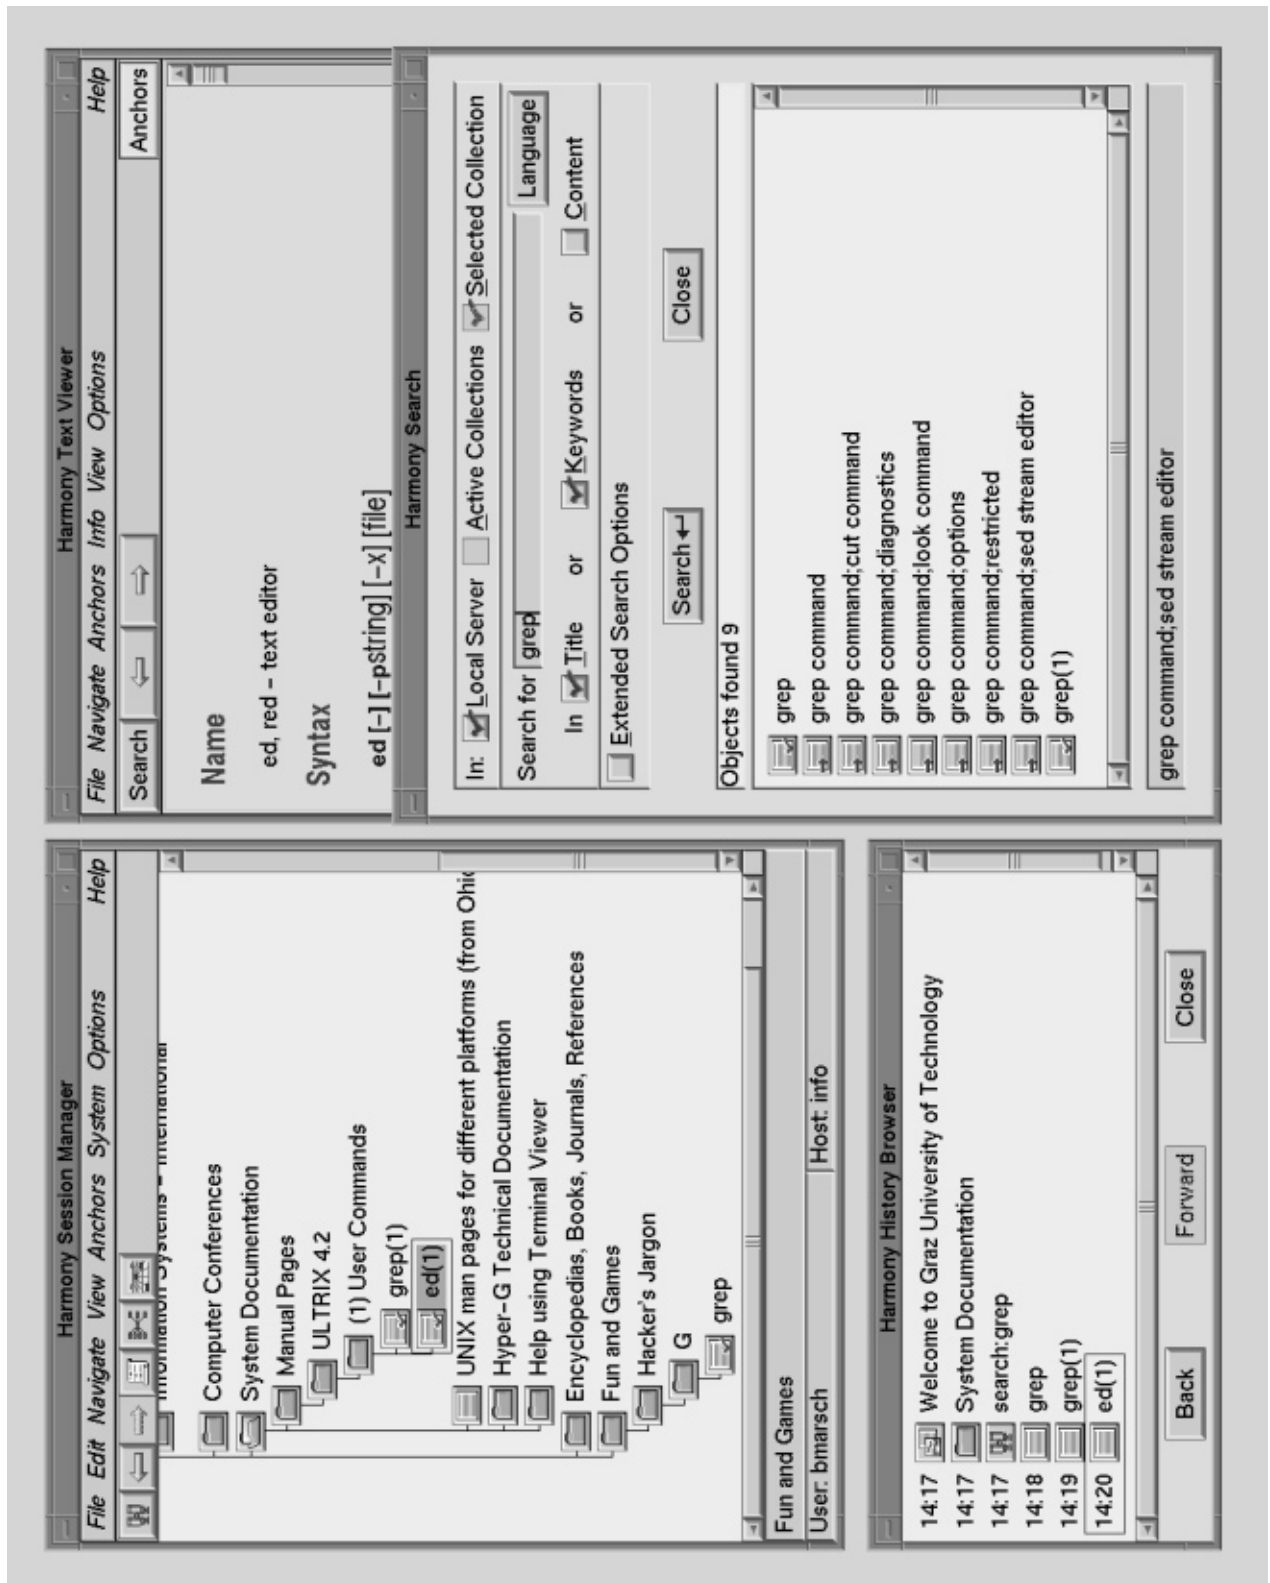 Harmony Session Manager
File Edit Navigate View Anchors System Options Help
Information Systems – International
Computer Conferences
System Documentation
Manual Pages
ULTRIX 4.2
(1) User Commands
grep(1)
ed(1)
UNIX man pages for different platforms (from Ohio
Hyper–G Technical Documentation
Help using Terminal Viewer
Encyclopedias, Books, Journals, References
Fun and Games
Hacker's Jargon
G
grep
Fun and Games
User: bmarsch Host: info
Harmony Text Viewer
File Navigate Anchors Info View Options Help
Search Anchors
Name
ed, red – text editor
Syntax
ed [–] [–pstring] [–x] [file]
Harmony Search
In: Local Server Active Collections Selected Collection
Search for grep Language
In Title or Keywords or Content
Extended Search Options
Search Close
Objects found 9
grep
grep command
grep command;cut command
grep command;diagnostics
grep command;look command
grep command;options
grep command;restricted
grep command;sed stream editor
grep(1)
grep command;sed stream editor
Harmony History Browser
14:17 Welcome to Graz University of Technology
14:17 System Documentation
14:17 search:grep
14:18 grep
14:19 grep(1)
14:20 ed(1)
Back Forward Close